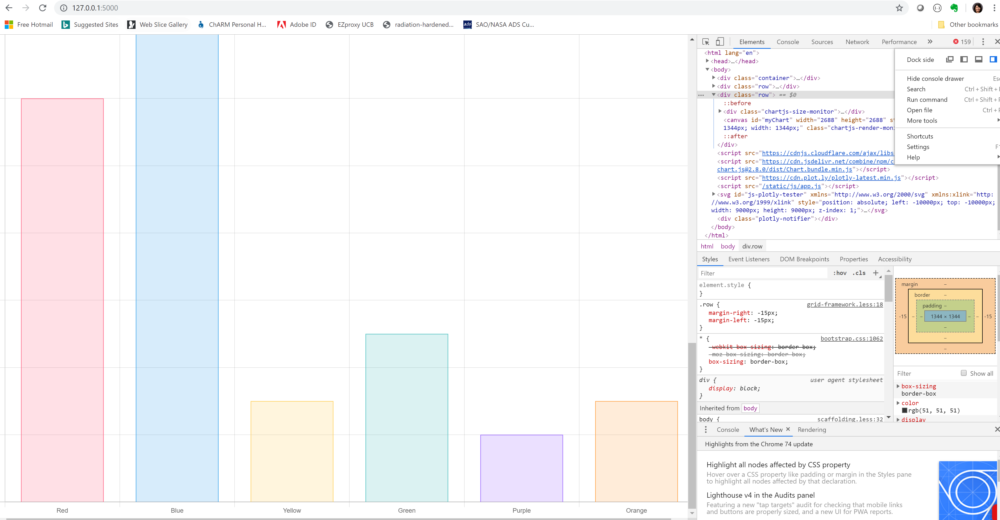 127.0.0.1:5000
Free Hotmail Suggested Sites Web Slice Gallery ChARM Personal H... Adobe ID EZproxy UCB radiation-hardened... SAO/NASA ADS Cu... Other bookmarks
Elements Console Sources Network Performance » 159
<html lang="en">
<head>…</head>
<body>
<div class="container">…</div>
<div class="row">…</div>
<div class="row"> == $0
::before
<div class="chartjs-size-monitor">…</div>
<canvas id="myChart" width="2688" height="2688" st
1344px; width: 1344px;" class="chartjs-render-moni
::after
</div>
<script src="https://cdnjs.cloudflare.com/ajax/libs
<script src="https://cdn.jsdelivr.net/combine/npm/c
chart.js@2.8.0/dist/Chart.bundle.min.js"></script>
<script src="https://cdn.plot.ly/plotly-latest.min.js"></script>
<script src="/static/js/app.js"></script>
<svg id="js-plotly-tester" xmlns="http://www.w3.org/2000/svg" xmlns:xlink="http:
//www.w3.org/1999/xlink" style="position: absolute; left: -10000px; top: -10000px;
width: 9000px; height: 9000px; z-index: 1;">…</svg>
<div class="plotly-notifier"></div>
</body>
</html>
Dock side
Hide console drawer Esc
Search Ctrl + Shift + F
Run command Ctrl + Shift + P
Open file Ctrl + P
More tools
Shortcuts
Settings F1
Help
html body div.row
Styles Event Listeners DOM Breakpoints Properties Accessibility
Filter :hov .cls +
element.style {
}
.row { grid-framework.less:18
margin-right: -15px;
margin-left: -15px;
}
* { bootstrap.css:1062
-webkit-box-sizing: border-box;
-moz-box-sizing: border-box;
box-sizing: border-box;
}
div { user agent stylesheet
display: block;
}
Inherited from body
body { scaffolding.less:32
margin –
border –
padding –
-15 – – 1344 × 1344 – – -15
–
–
–
Filter Show all
box-sizing
border-box
color
rgb(51, 51, 51)
display
Console What's New × Rendering
Highlights from the Chrome 74 update
Highlight all nodes affected by CSS property
Hover over a CSS property like padding or margin in the Styles pane
to highlight all nodes affected by that declaration.
Lighthouse v4 in the Audits panel
Featuring a new "tap targets" audit for checking that mobile links
and buttons are properly sized, and a new UI for PWA reports.
Red Blue Yellow Green Purple Orange